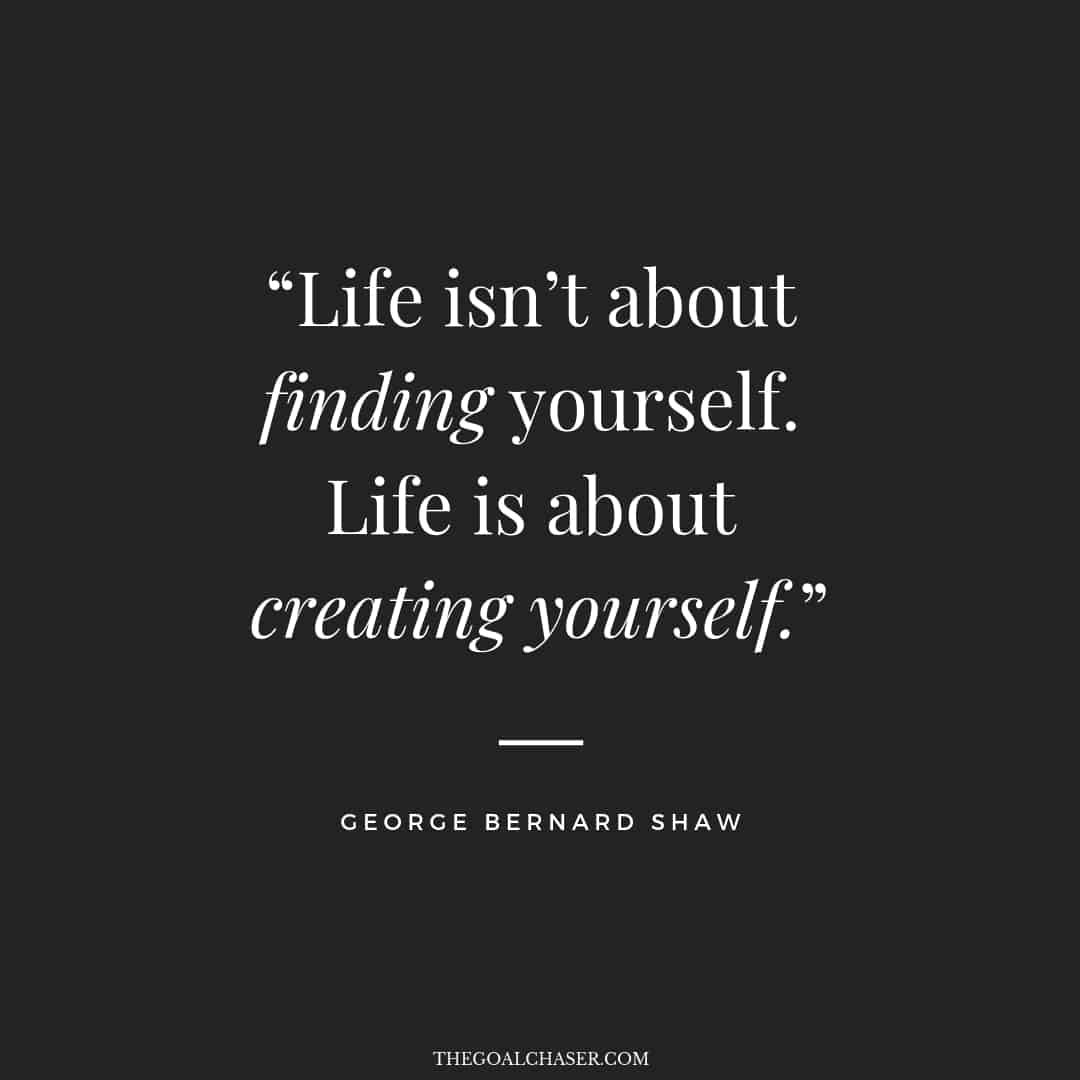 “Life isn’t about
finding yourself.
Life is about
creating yourself.”
GEORGE BERNARD SHAW
THEGOALCHASER.COM